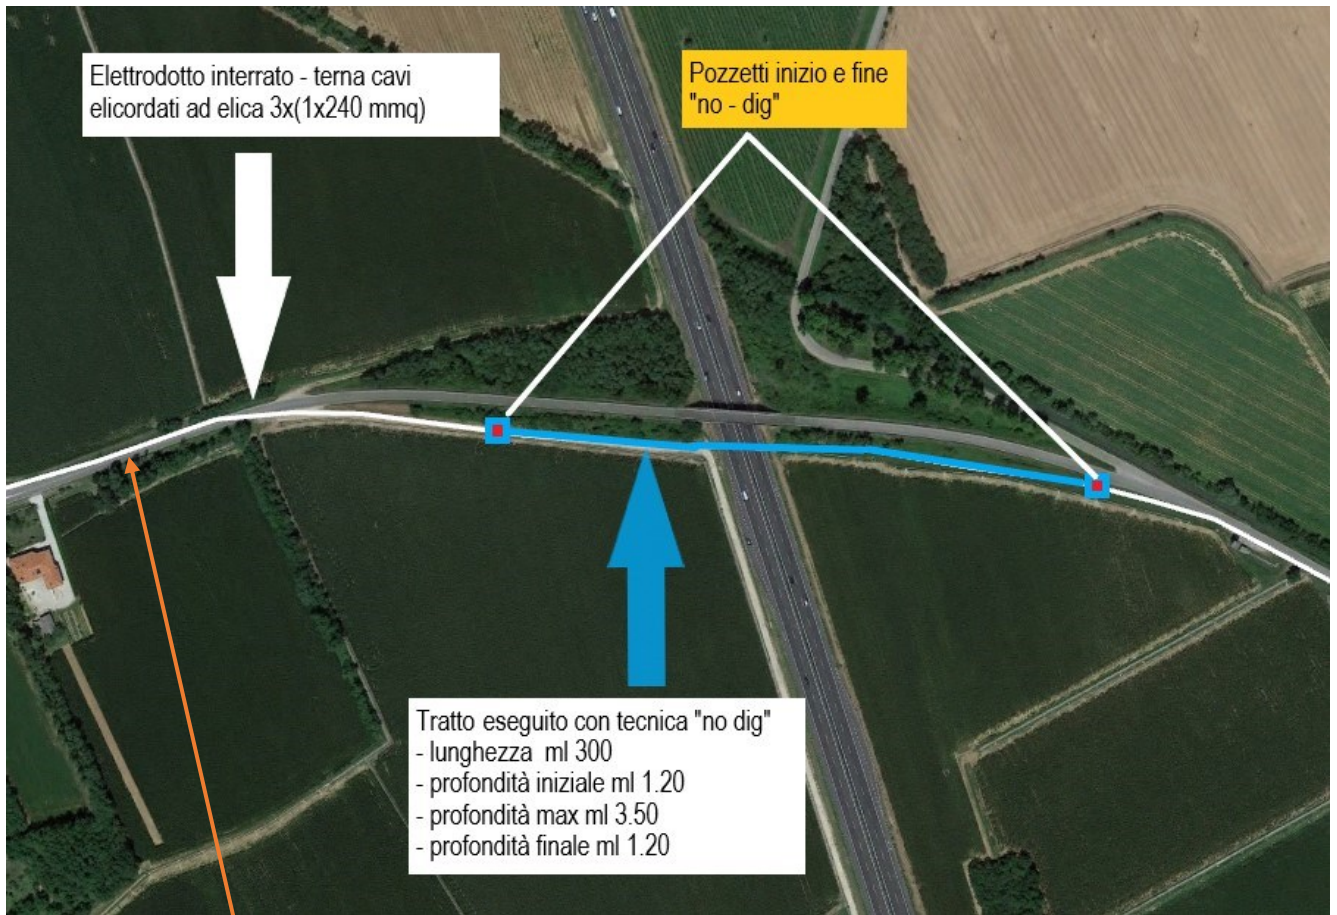 Elettrodotto interrato - terna cavi
elicordati ad elica 3x(1x240 mmq)
Pozzetti inizio e fine
"no - dig"
Tratto eseguito con tecnica "no dig"
- lunghezza  ml 300
- profondità iniziale ml 1.20
- profondità max ml 3.50
- profondità finale ml 1.20